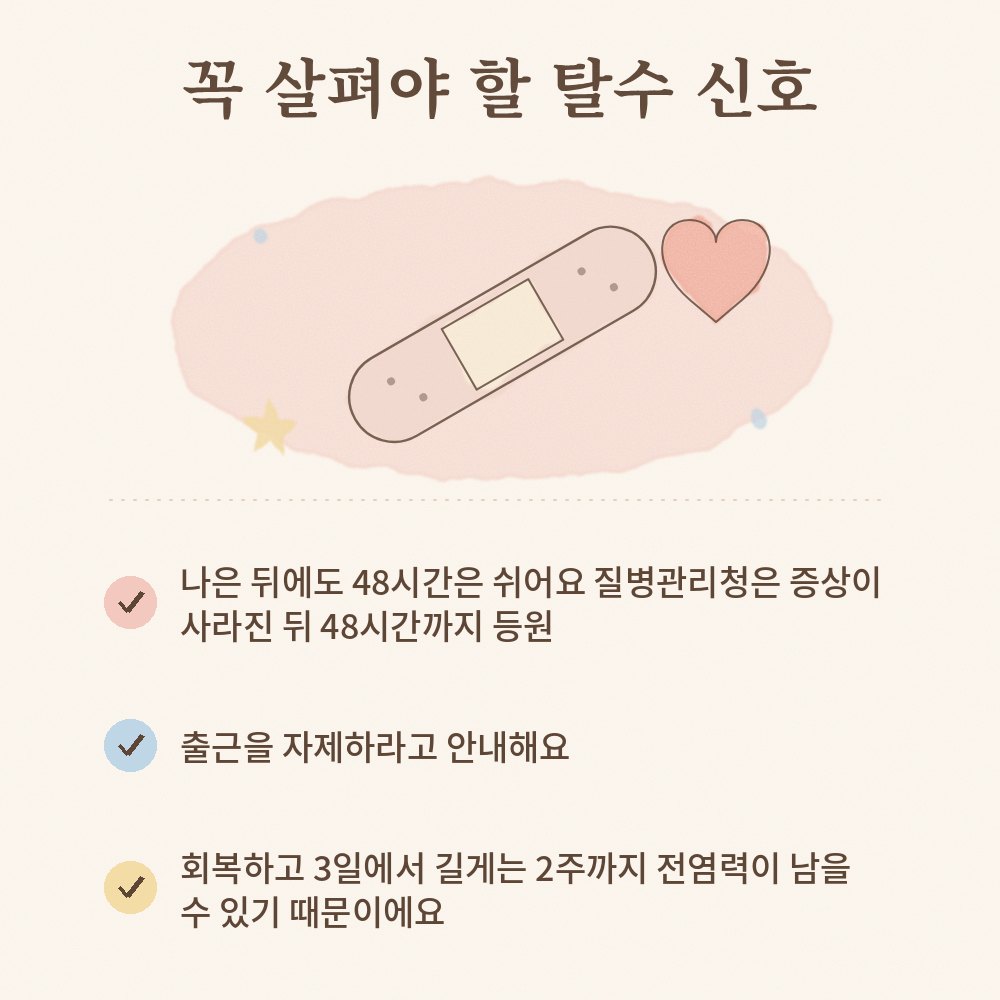 꼭 살펴야 할 탈수 신호
나은 뒤에도 48시간은 쉬어요 질병관리청은 증상이
사라진 뒤 48시간까지 등원
출근을 자제하라고 안내해요
회복하고 3일에서 길게는 2주까지 전염력이 남을
수 있기 때문이에요